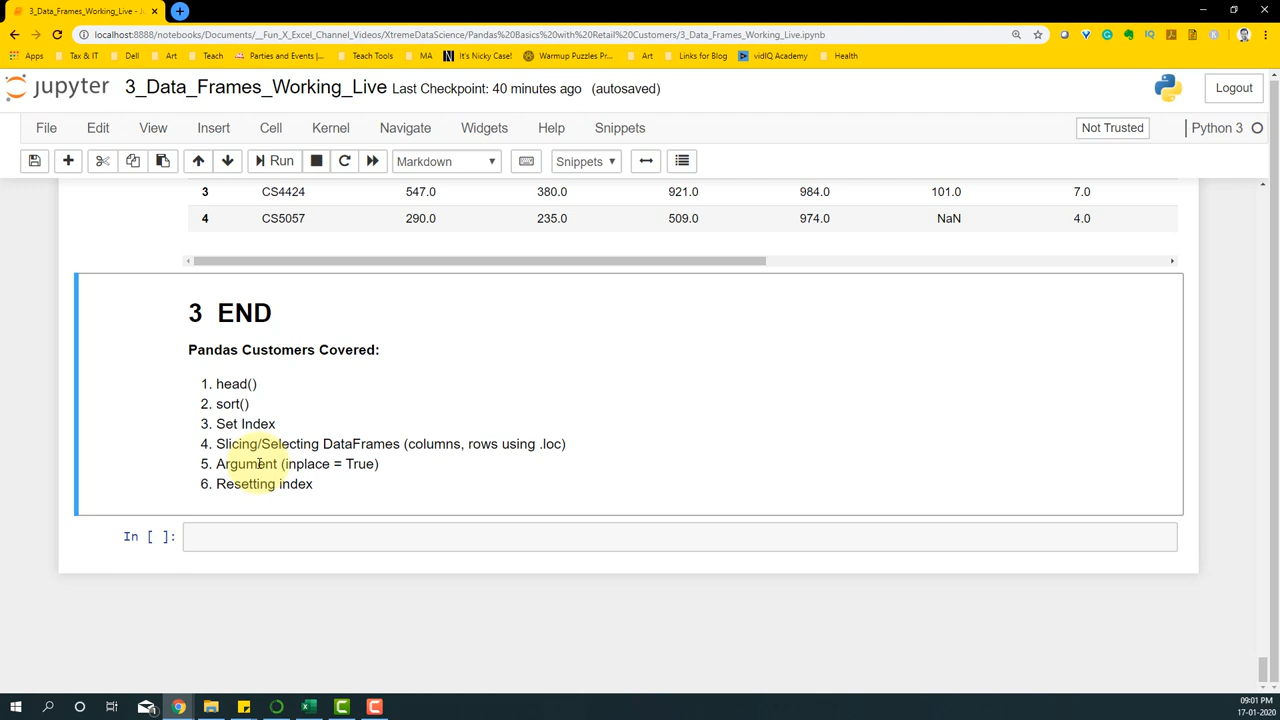 3_Data_Frames_Working_Live - Ju
localhost:8888/notebooks/Documents/__Fun_X_Excel_Channel_Videos/XtremeDataScience/Pandas%20Basics%20with%20Retail%20Customers/3_Data_Frames_Working_Live.ipynb
Apps Tax & IT Dell Art Teach Parties and Events |... Teach Tools MA It's Nicky Case! Warmup Puzzles Pr... Art Links for Blog vidIQ Academy Health
jupyter 3_Data_Frames_Working_Live Last Checkpoint: 40 minutes ago (autosaved) Logout
File Edit View Insert Cell Kernel Navigate Widgets Help Snippets Not Trusted Python 3
Run Markdown Snippets
3 CS4424 547.0 380.0 921.0 984.0 101.0 7.0
4 CS5057 290.0 235.0 509.0 974.0 NaN 4.0
3 END
Pandas Customers Covered:
1. head()
2. sort()
3. Set Index
4. Slicing/Selecting DataFrames (columns, rows using .loc)
5. Argument (inplace = True)
6. Resetting index
In [ ]:
09:01 PM
17-01-2020